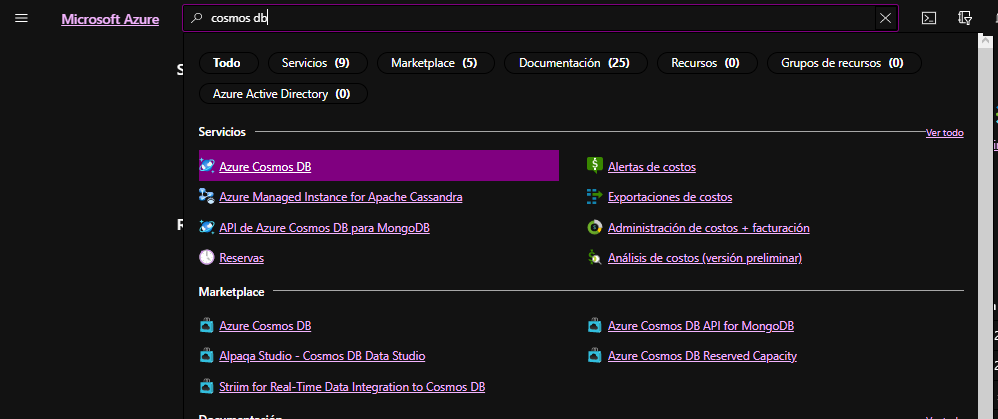 Microsoft Azure
cosmos db
Todo
Servicios (9)
Marketplace (5)
Documentación (25)
Recursos (0)
Grupos de recursos (0)
Azure Active Directory (0)
Servicios
Ver todo
Azure Cosmos DB
Alertas de costos
Azure Managed Instance for Apache Cassandra
Exportaciones de costos
API de Azure Cosmos DB para MongoDB
Administración de costos + facturación
Reservas
Análisis de costos (versión preliminar)
Marketplace
Azure Cosmos DB
Azure Cosmos DB API for MongoDB
Alpaqa Studio - Cosmos DB Data Studio
Azure Cosmos DB Reserved Capacity
Striim for Real-Time Data Integration to Cosmos DB